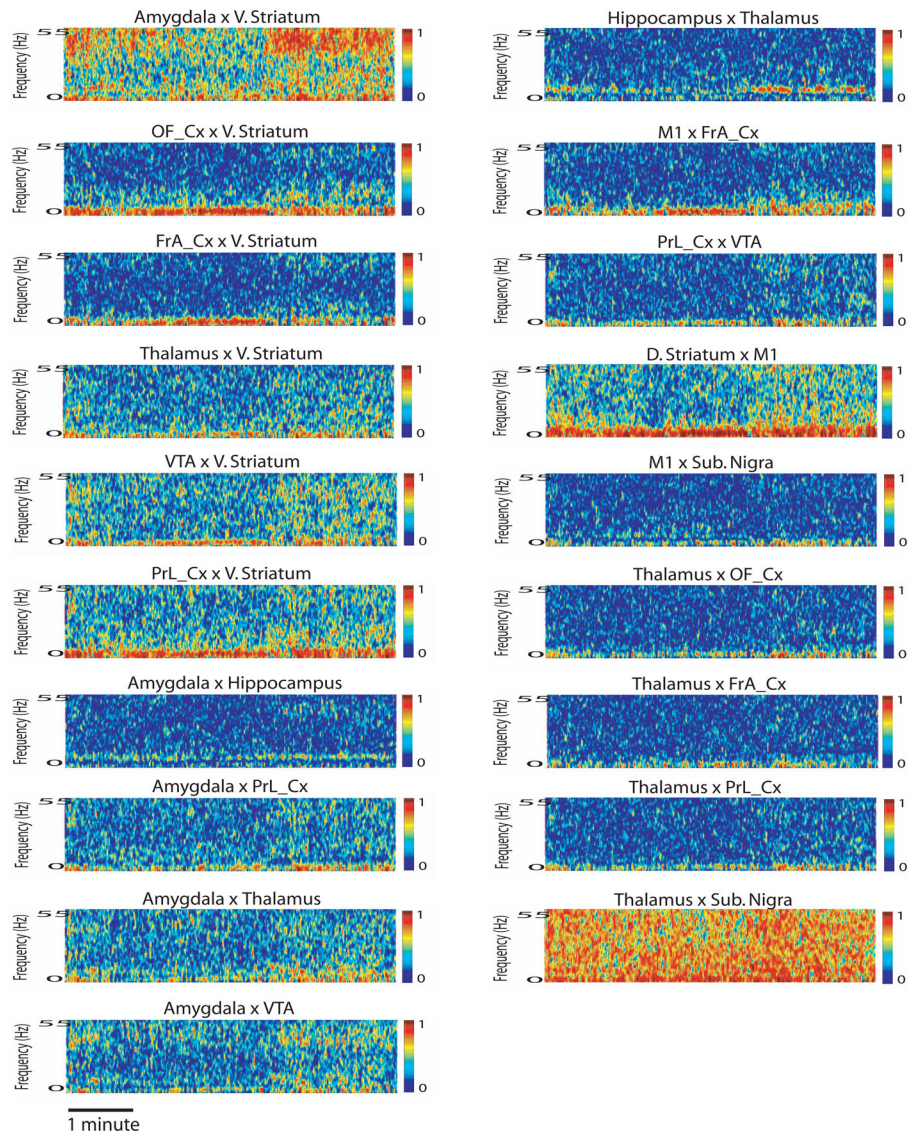 Amygdala x V. Striatum
Frequency (Hz)
55
0
1
0
OF_Cx x V. Striatum
Frequency (Hz)
55
0
1
0
FrA_Cx x V. Striatum
Frequency (Hz)
55
0
1
0
Thalamus x V. Striatum
Frequency (Hz)
55
0
1
0
VTA x V. Striatum
Frequency (Hz)
55
0
1
0
PrL_Cx x V. Striatum
Frequency (Hz)
55
0
1
0
Amygdala x Hippocampus
Frequency (Hz)
55
0
1
0
Amygdala x PrL_Cx
Frequency (Hz)
55
0
1
0
Amygdala x Thalamus
Frequency (Hz)
55
0
1
0
Amygdala x VTA
Frequency (Hz)
55
0
1
0
1 minute
Hippocampus x Thalamus
Frequency (Hz)
55
0
1
0
M1 x FrA_Cx
Frequency (Hz)
55
0
1
0
PrL_Cx x VTA
Frequency (Hz)
55
0
1
0
D. Striatum x M1
Frequency (Hz)
55
0
1
0
M1 x Sub. Nigra
Frequency (Hz)
55
0
1
0
Thalamus x OF_Cx
Frequency (Hz)
55
0
1
0
Thalamus x FrA_Cx
Frequency (Hz)
55
0
1
0
Thalamus x PrL_Cx
Frequency (Hz)
55
0
1
0
Thalamus x Sub. Nigra
Frequency (Hz)
55
0
1
0